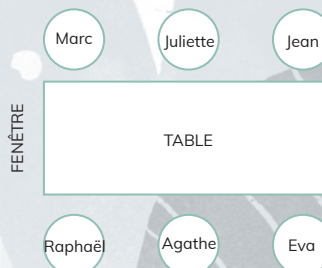 Marc
Juliette
Jean
FENÊTRE
TABLE
Raphaël
Agathe
Eva